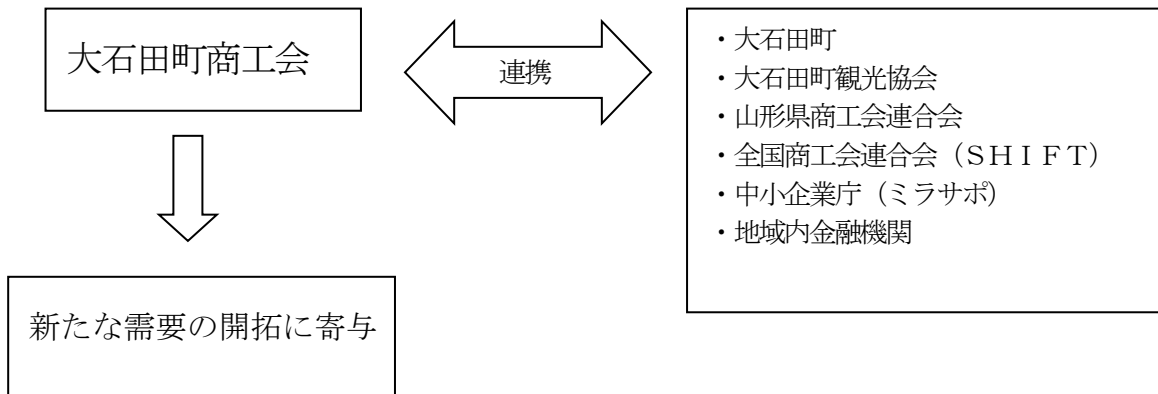 大石田町商工会
連携
・大石田町
・大石田町観光協会
・山形県商工会連合会
・全国商工会連合会（ＳＨＩＦＴ）
・中小企業庁（ミラサポ）
・地域内金融機関
新たな需要の開拓に寄与